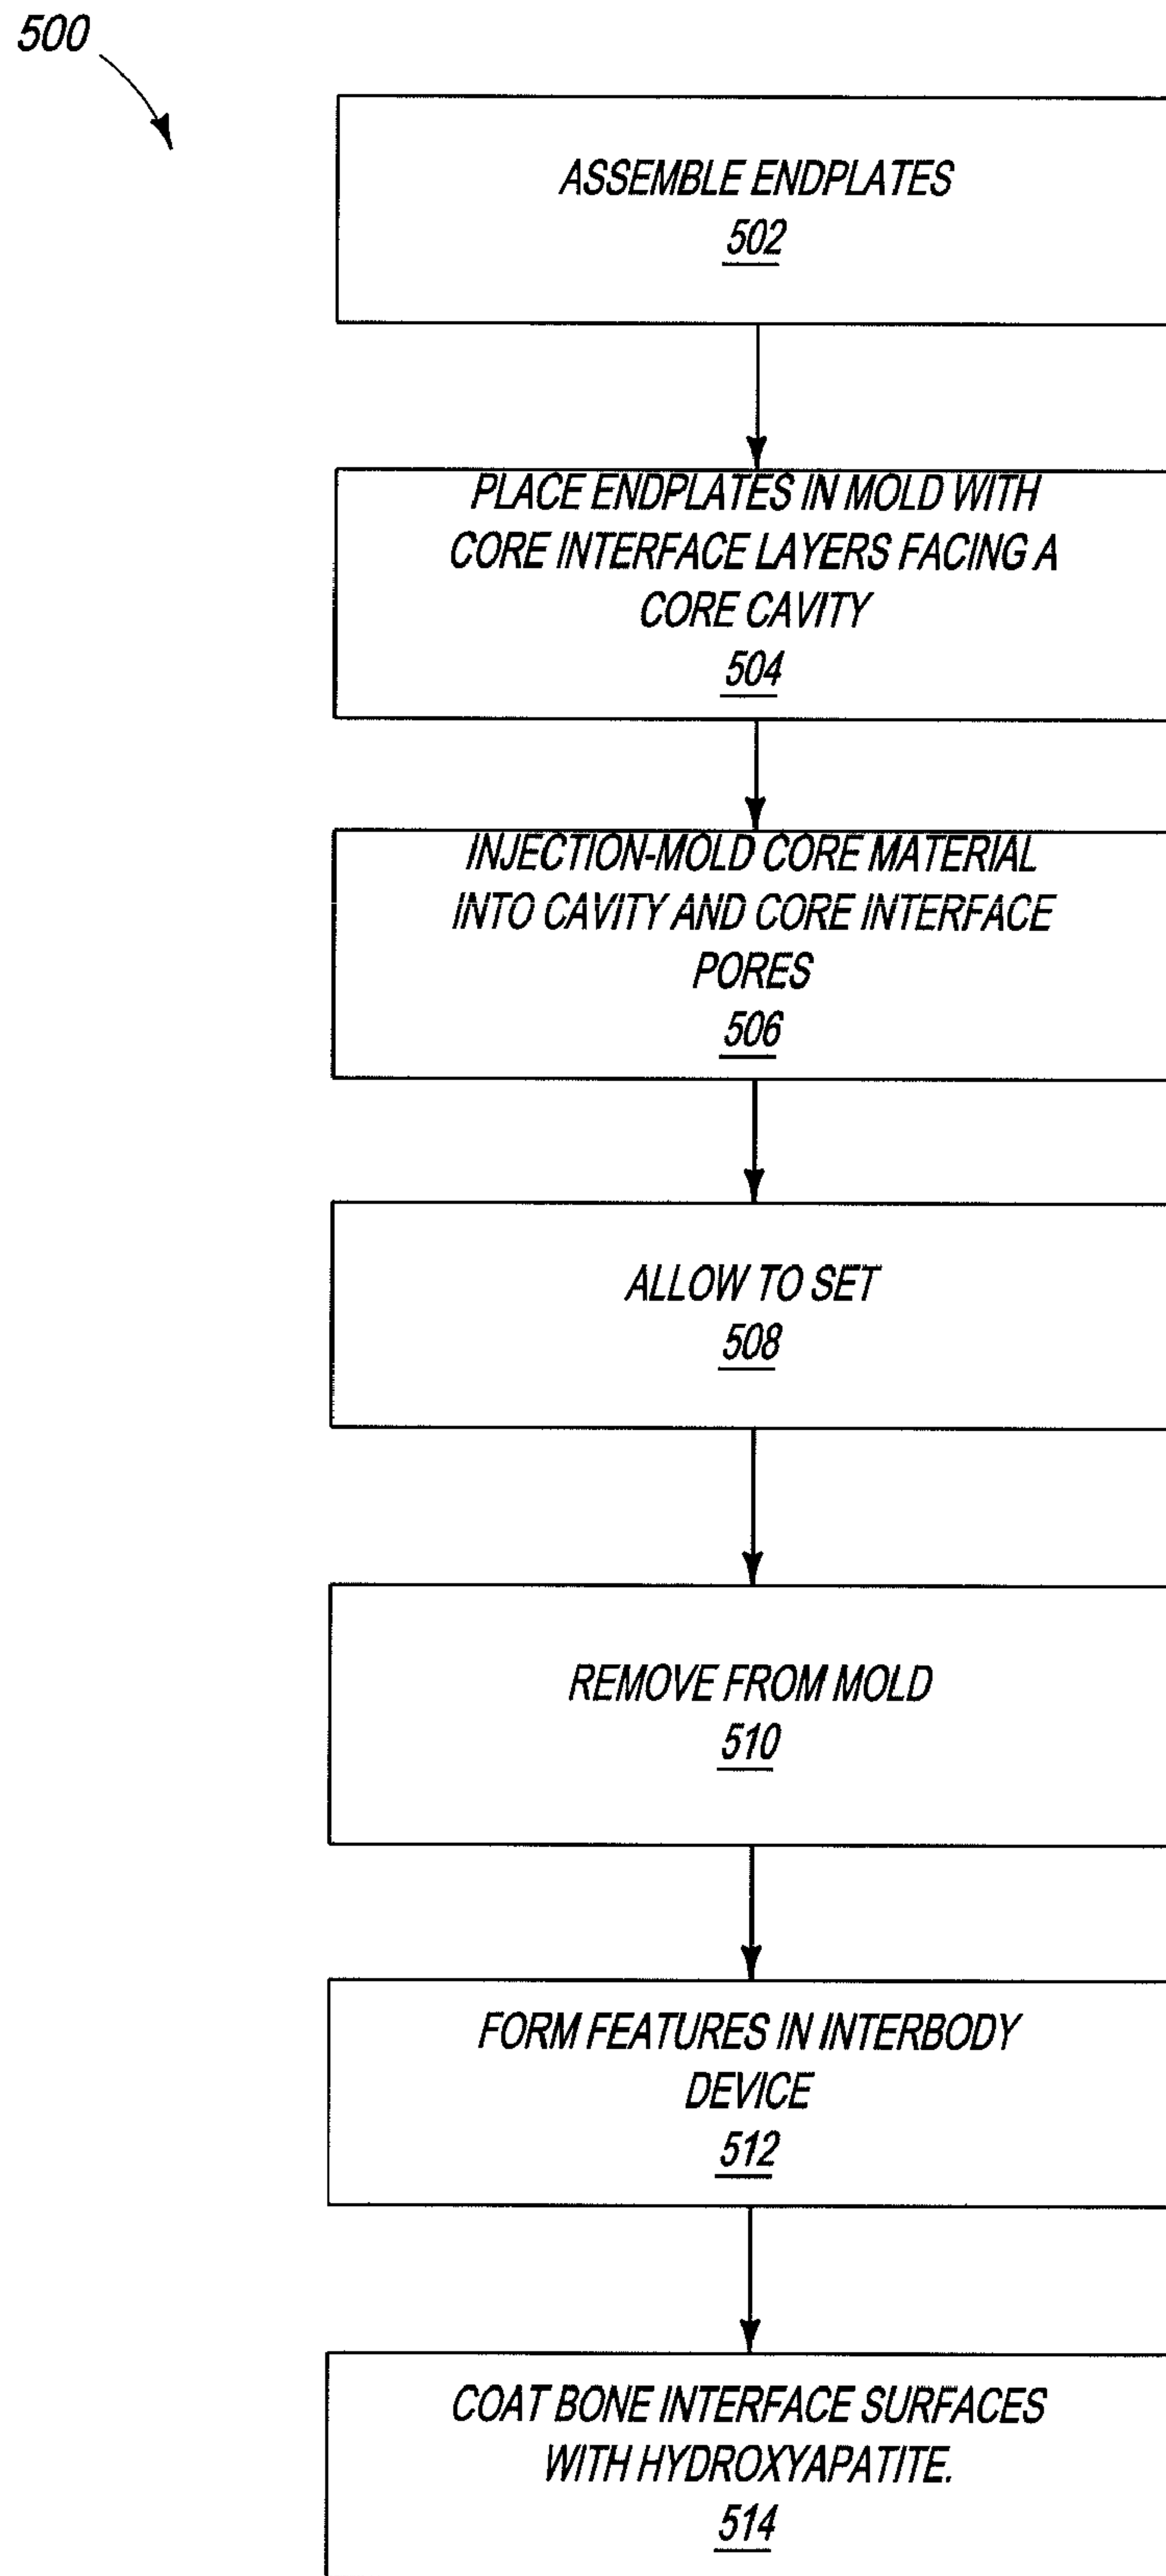 500
ASSEMBLE ENDPLATES
502
PLACE ENDPLATES IN MOLD WITH
CORE INTERFACE LAYERS FACING A
CORE CAVITY
504
INJECTION-MOLD CORE MATERIAL
INTO CAVITY AND CORE INTERFACE
PORES
506
ALLOW TO SET
508
REMOVE FROM MOLD
510
FORM FEATURES IN INTERBODY
DEVICE
512
COAT BONE INTERFACE SURFACES
WITH HYDROXYAPATITE.
514